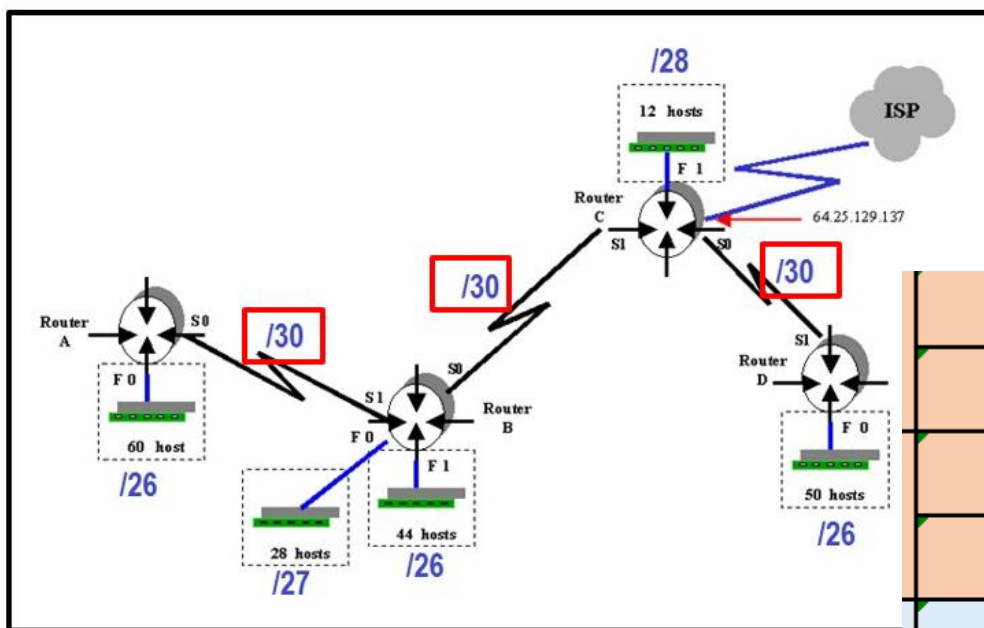 /28
12 hosts
ISP
F 1
Router
C
S1
S0
64.25.129.137
/30
/30
Router
A
S0
/30
F 0
60 host
/26
S0
S1
F 0
Router
B
F 1
28 hosts
/27
44 hosts
/26
S1
Router
D
F 0
50 hosts
/26